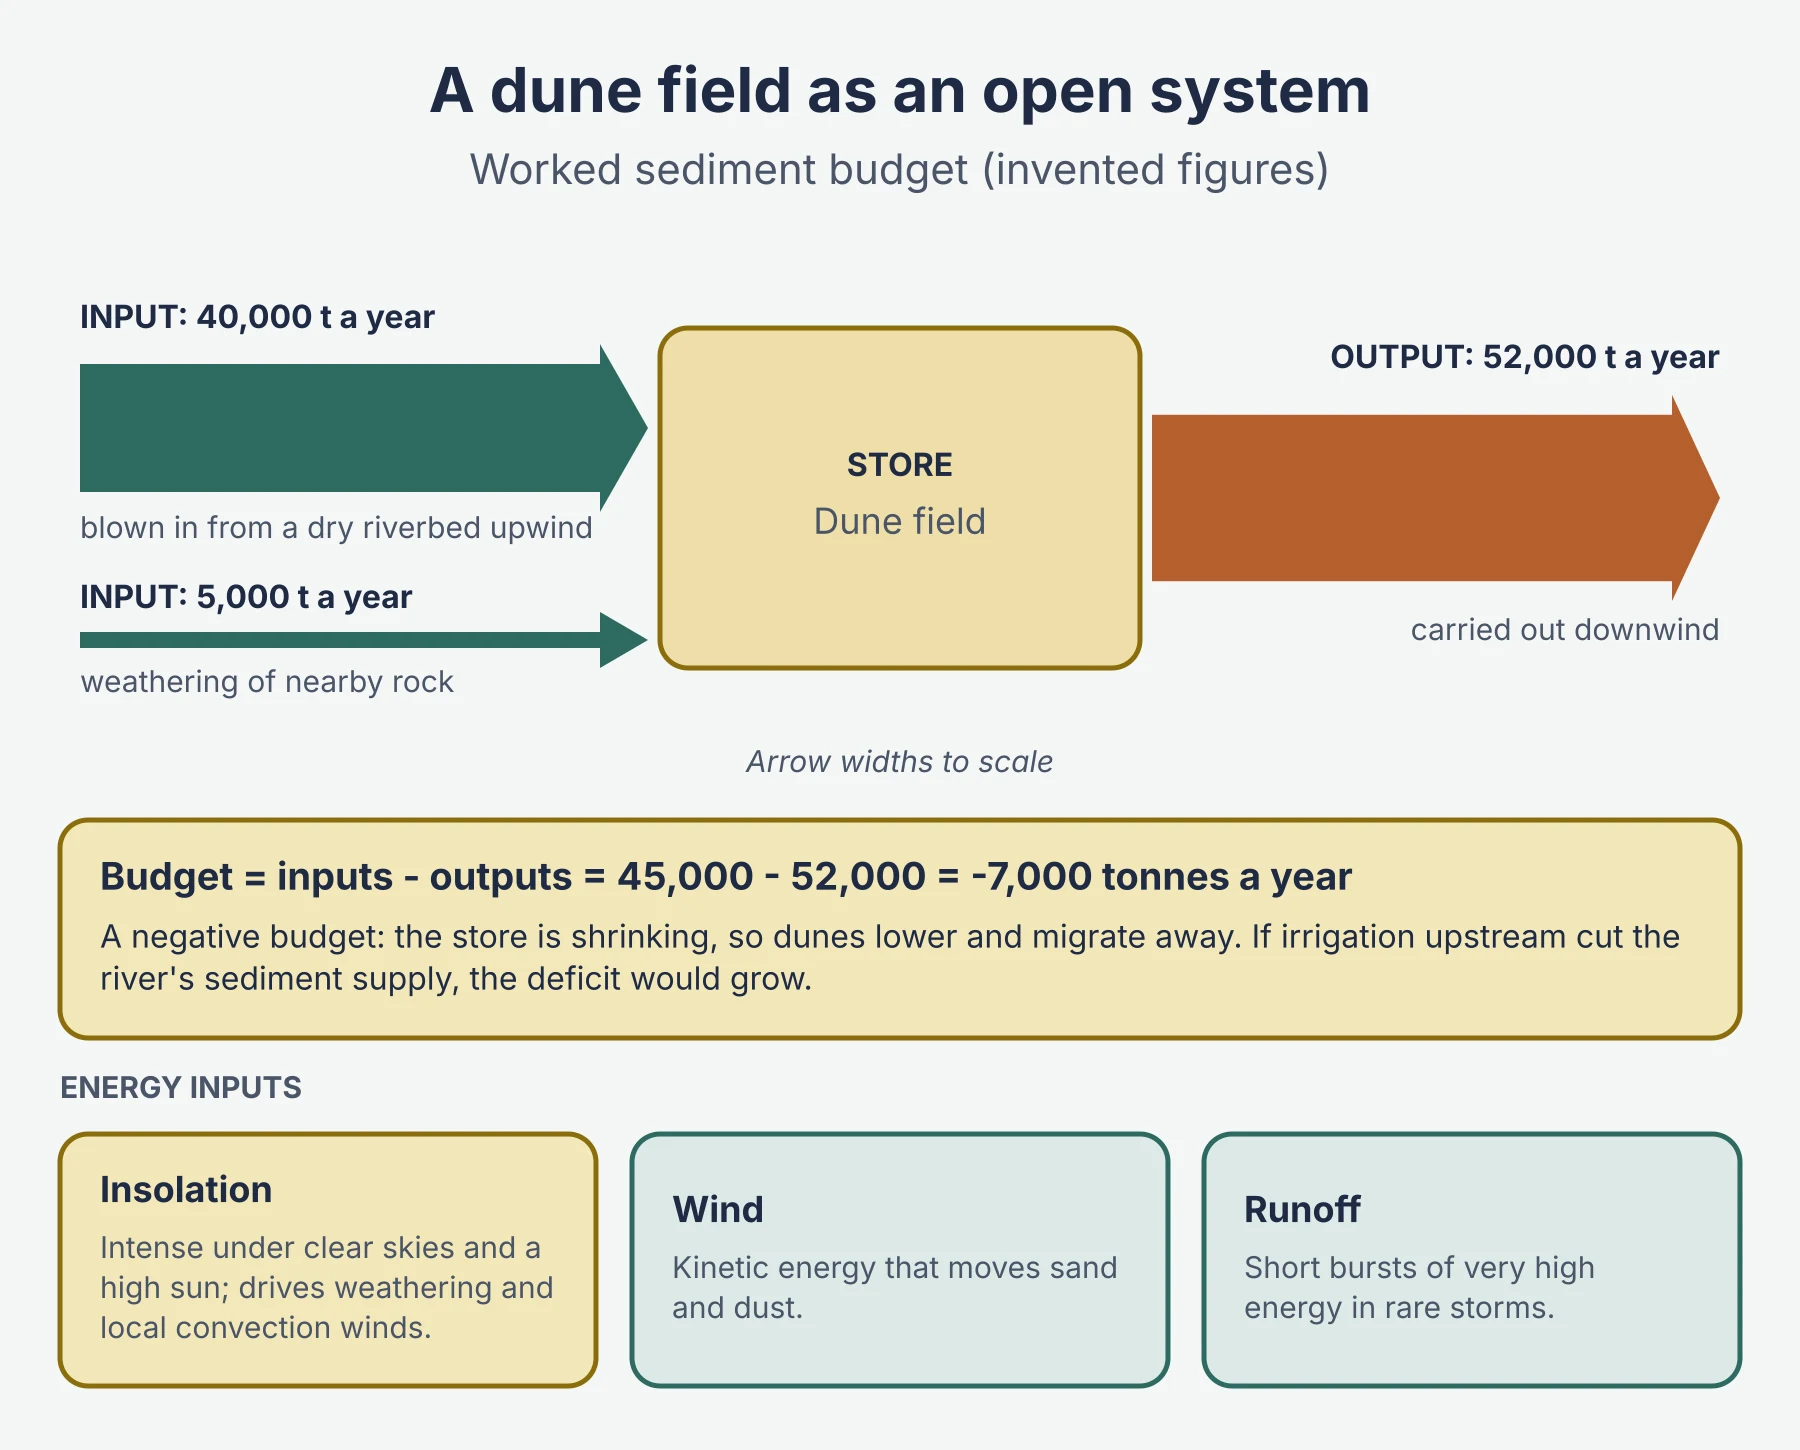 A dune field as an open system
Worked sediment budget (invented figures)
INPUT: 40,000 t a year
blown in from a dry riverbed upwind
INPUT: 5,000 t a year
weathering of nearby rock
STORE
Dune field
OUTPUT: 52,000 t a year
carried out downwind
Arrow widths to scale
Budget = inputs - outputs = 45,000 - 52,000 = -7,000 tonnes a year
A negative budget: the store is shrinking, so dunes lower and migrate away. If irrigation upstream cut the
river's sediment supply, the deficit would grow.
ENERGY INPUTS
Insolation
Intense under clear skies and a
high sun; drives weathering and
local convection winds.
Wind
Kinetic energy that moves sand
and dust.
Runoff
Short bursts of very high
energy in rare storms.